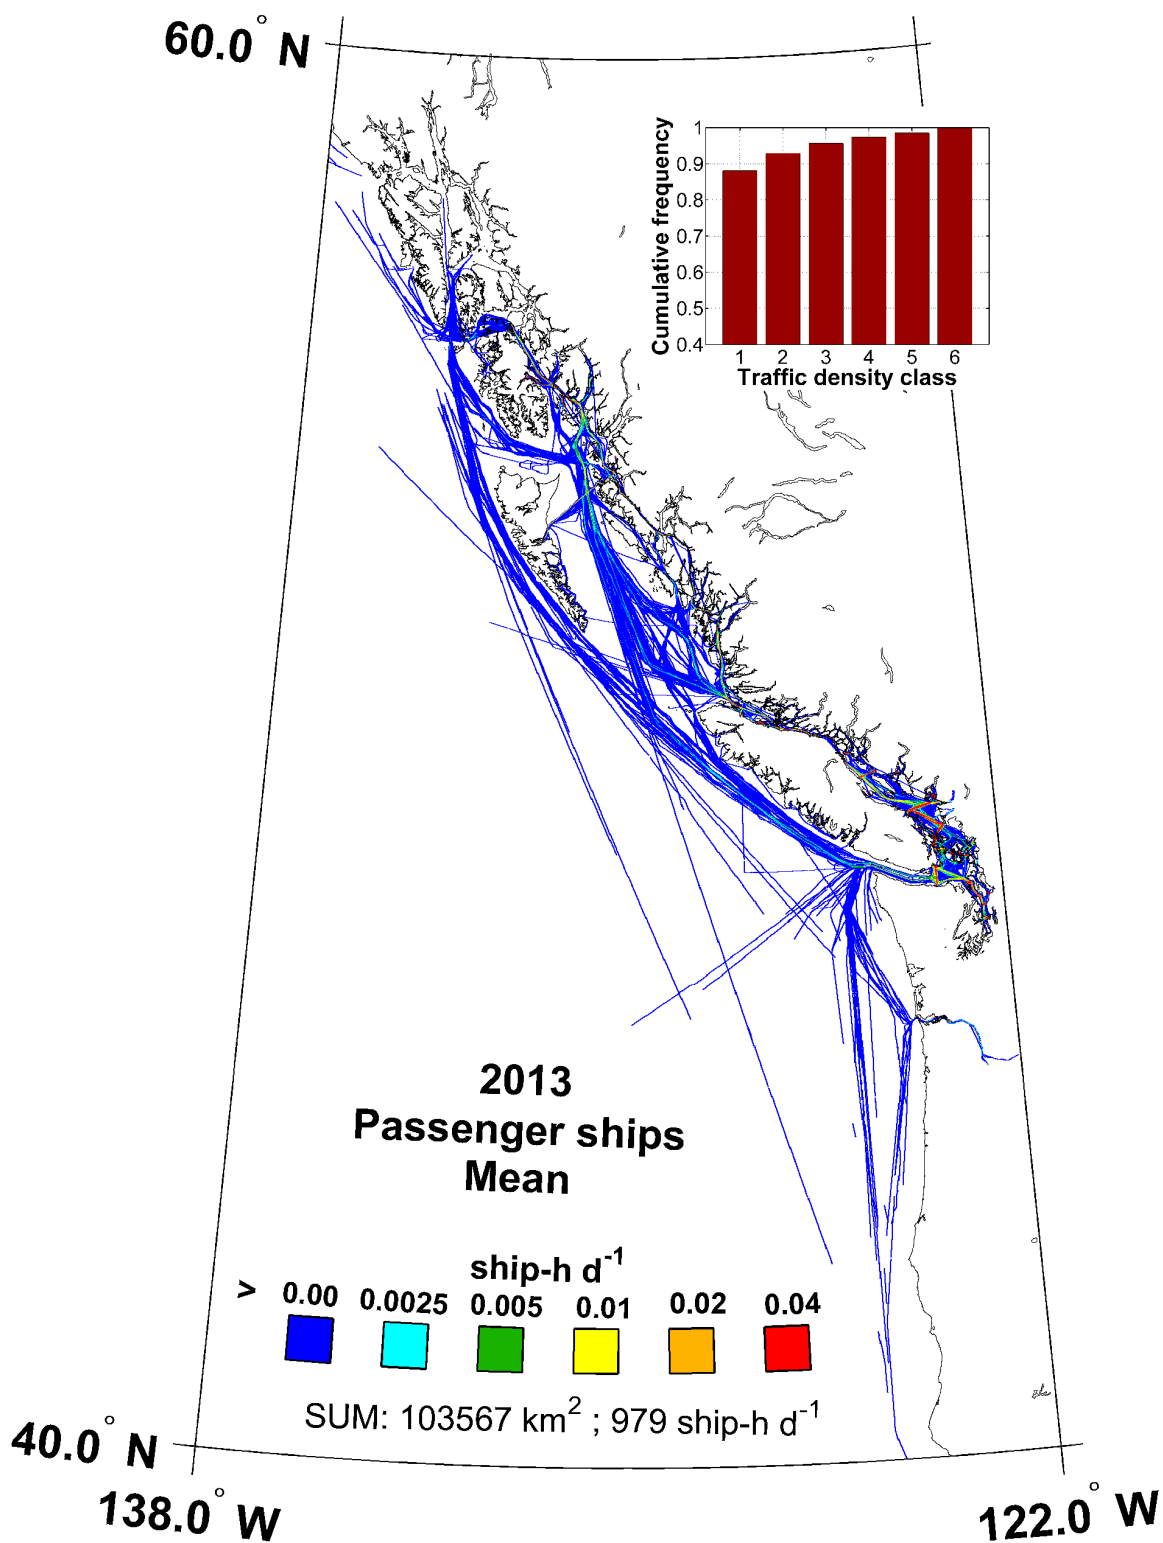 60.0° N
Cumulative frequency
1
0.9
0.8
0.7
0.6
0.5
0.4
1 2 3 4 5 6
Traffic density class
2013
Passenger ships
Mean
ship-h d⁻¹
> 0.00 0.0025 0.005 0.01 0.02 0.04
SUM: 103567 km² ; 979 ship-h d⁻¹
40.0° N
138.0° W
122.0° W